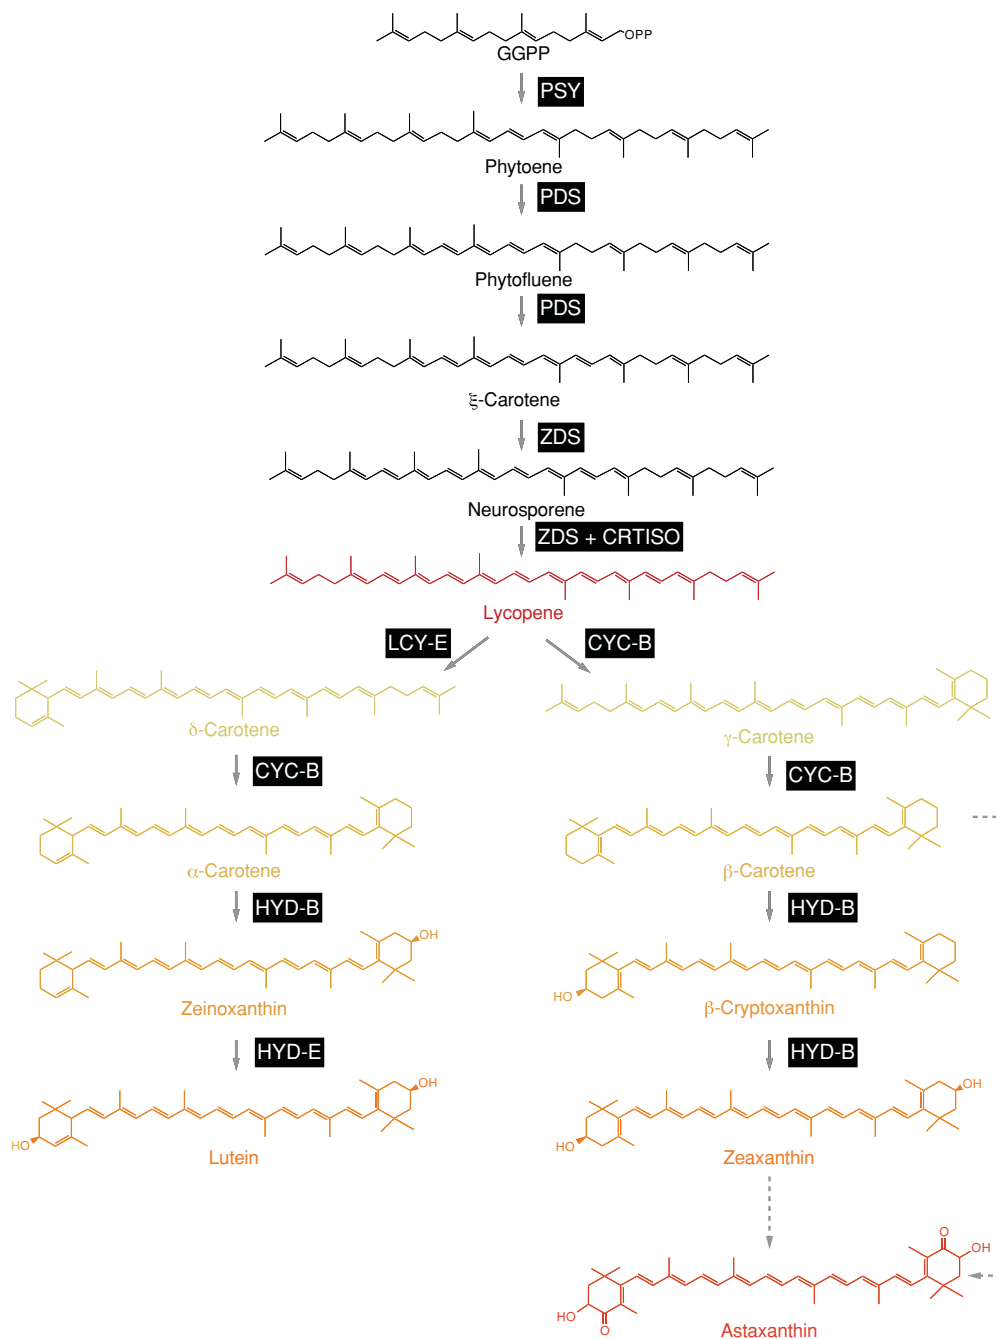 OPP
GGPP
PSY
Phytoene
PDS
Phytofluene
PDS
ξ-Carotene
ZDS
Neurosporene
ZDS + CRTISO
Lycopene
LCY-E
CYC-B
δ-Carotene
γ-Carotene
CYC-B
CYC-B
α-Carotene
β-Carotene
HYD-B
HYD-B
OH
HO
Zeinoxanthin
β-Cryptoxanthin
HYD-E
HYD-B
OH
OH
HO
HO
Lutein
Zeaxanthin
O
OH
HO
O
Astaxanthin